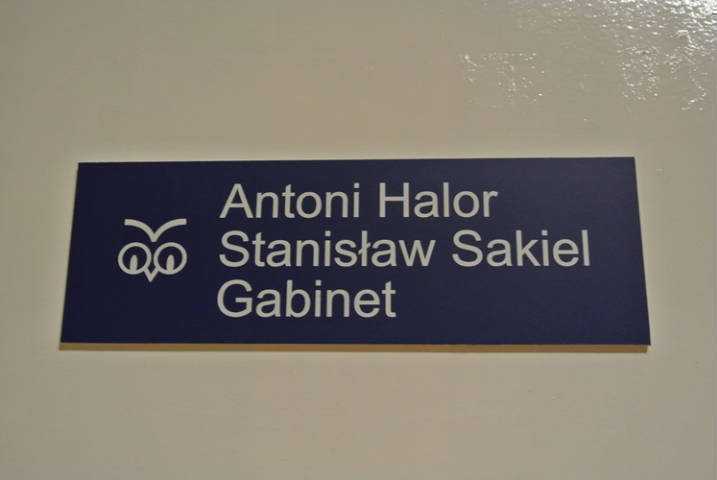 Antoni Halor
Stanisław Sakiel
Gabinet